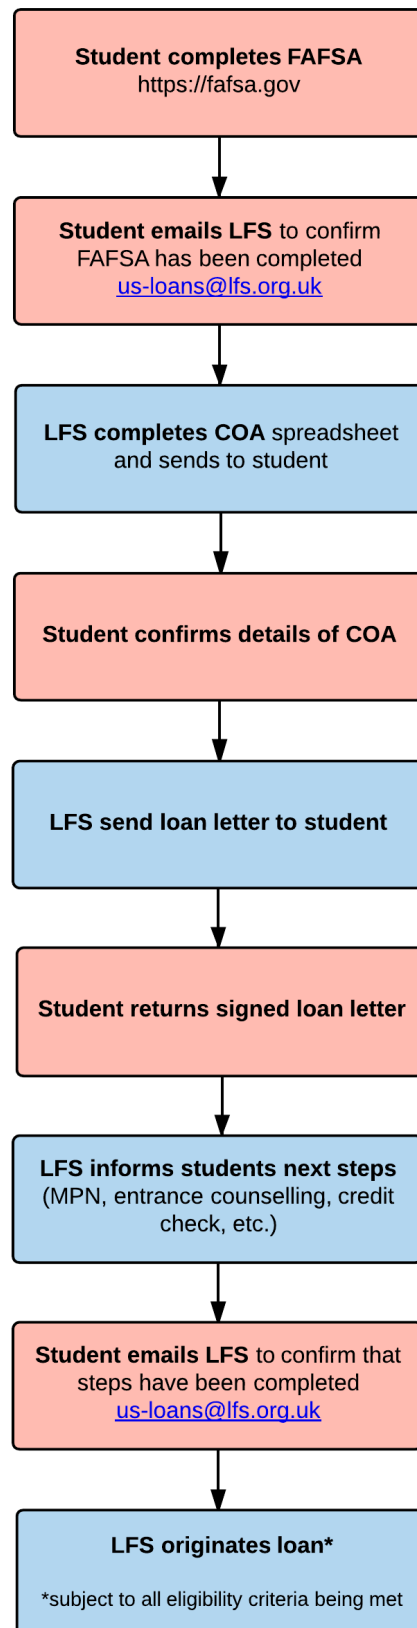 Student completes FAFSA
https://fafsa.gov
Student emails LFS to confirm
FAFSA has been completed
us-loans@lfs.org.uk
LFS completes COA spreadsheet
and sends to student
Student confirms details of COA
LFS send loan letter to student
Student returns signed loan letter
LFS informs students next steps
(MPN, entrance counselling, credit
check, etc.)
Student emails LFS to confirm that
steps have been completed
us-loans@lfs.org.uk
LFS originates loan*
*subject to all eligibility criteria being met